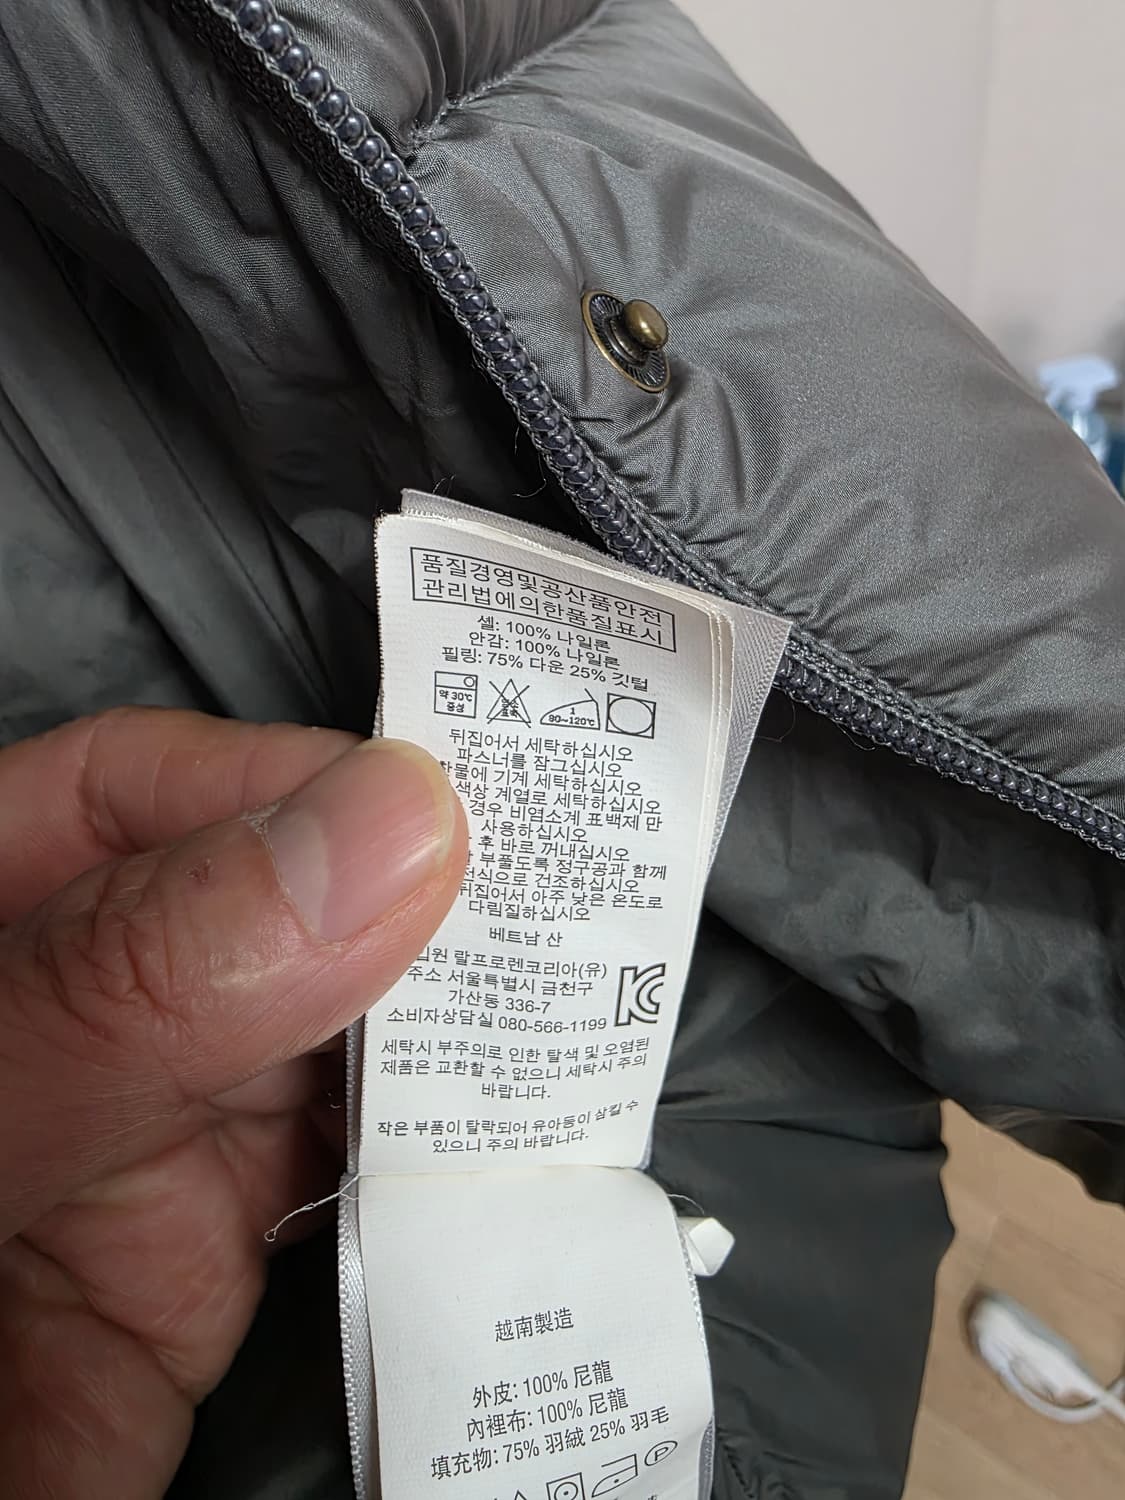 품질경영및공산품안전
관리법에의한품질표시
셸: 100% 나일론
안감: 100% 나일론
필링: 75% 다운 25% 깃털
약 30℃
중성
1
80~120℃
뒤집어서 세탁하십시오
파스너를 잠그십시오
찬물에 기계 세탁하십시오
색상 계열로 세탁하십시오
경우 비염소계 표백제 만
사용하십시오
후 바로 꺼내십시오
부풀도록 정구공과 함께
건조하십시오
뒤집어서 아주 낮은 온도로
다림질하십시오
베트남 산
랄프로렌코리아(유)
주소 서울특별시 금천구
가산동 336-7
소비자상담실 080-566-1199
세탁시 부주의로 인한 탈색 및 오염된
제품은 교환할 수 없으니 세탁시 주의
바랍니다.
작은 부품이 탈락되어 유아등이 삼킬 수
있으니 주의 바랍니다.
越南製造
外皮: 100% 尼龍
內裡布: 100% 尼龍
填充物: 75% 羽絨 25% 羽毛
P